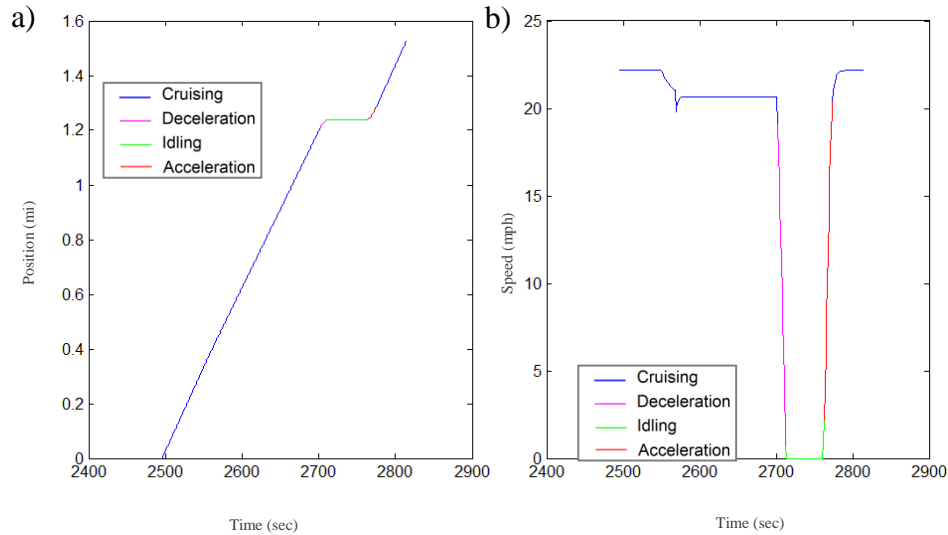 a)
1.6
1.4
1.2
1
0.8
0.6
0.4
0.2
0
Position (mi)
Cruising
Deceleration
Idling
Acceleration
2400 2500 2600 2700 2800 2900
Time (sec)
b)
25
20
15
10
5
0
Speed (mph)
Cruising
Deceleration
Idling
Acceleration
2400 2500 2600 2700 2800 2900
Time (sec)